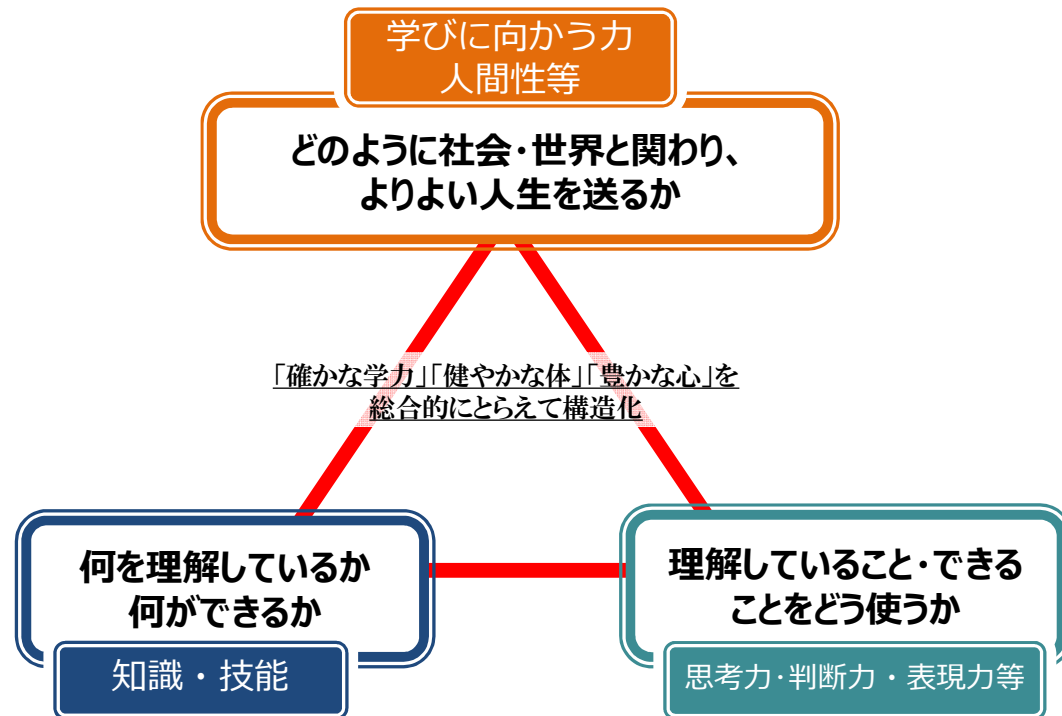 学びに向かう力
人間性等
どのように社会・世界と関わり、
よりよい人生を送るか
「確かな学力」「健やかな体」「豊かな心」を
総合的にとらえて構造化
何を理解しているか
何ができるか
知識・技能
理解していること・できる
ことをどう使うか
思考力・判断力・表現力等